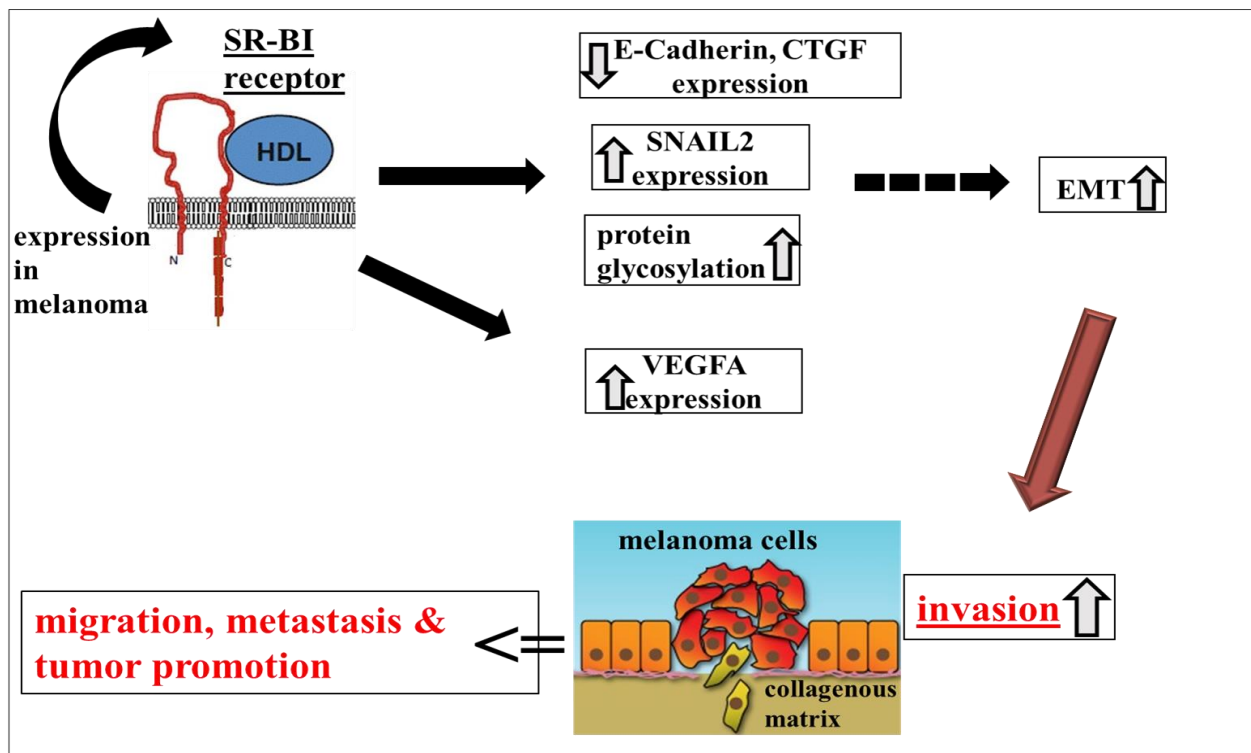 SR-BI
receptor
HDL
N
C
expression
in
melanoma
E-Cadherin, CTGF
expression
SNAIL2
expression
protein
glycosylation
VEGFA
expression
EMT
invasion
melanoma cells
collagenous
matrix
migration, metastasis &
tumor promotion